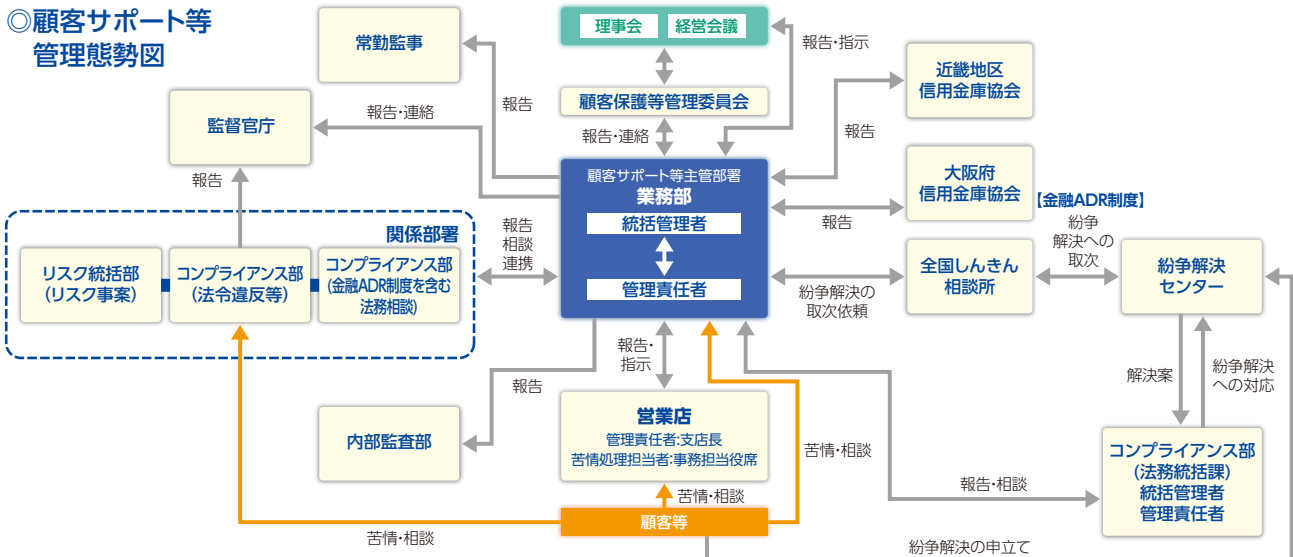 ◎顧客サポート等
管理態勢図
理事会
経営会議
常勤監事
報告・指示
近畿地区
信用金庫協会
顧客保護等管理委員会
報告
監督官庁
報告・連絡
報告・連絡
報告
顧客サポート等主管部署
業務部
統括管理者
管理責任者
大阪府
信用金庫協会
報告
報告
【金融ADR制度】
紛争
解決への
取次
関係部署
報告
相談
連携
リスク統括部
(リスク事案)
コンプライアンス部
(法令違反等)
コンプライアンス部
(金融ADR制度を含む
法務相談)
全国しんきん
相談所
紛争解決の
取次依頼
紛争解決
センター
報告・
指示
解決案
紛争解決
への対応
報告
内部監査部
営業店
管理責任者:支店長
苦情処理担当者:事務担当役席
苦情・相談
報告・相談
コンプライアンス部
(法務統括課)
統括管理者
管理責任者
苦情・相談
顧客等
苦情・相談
紛争解決の申立て